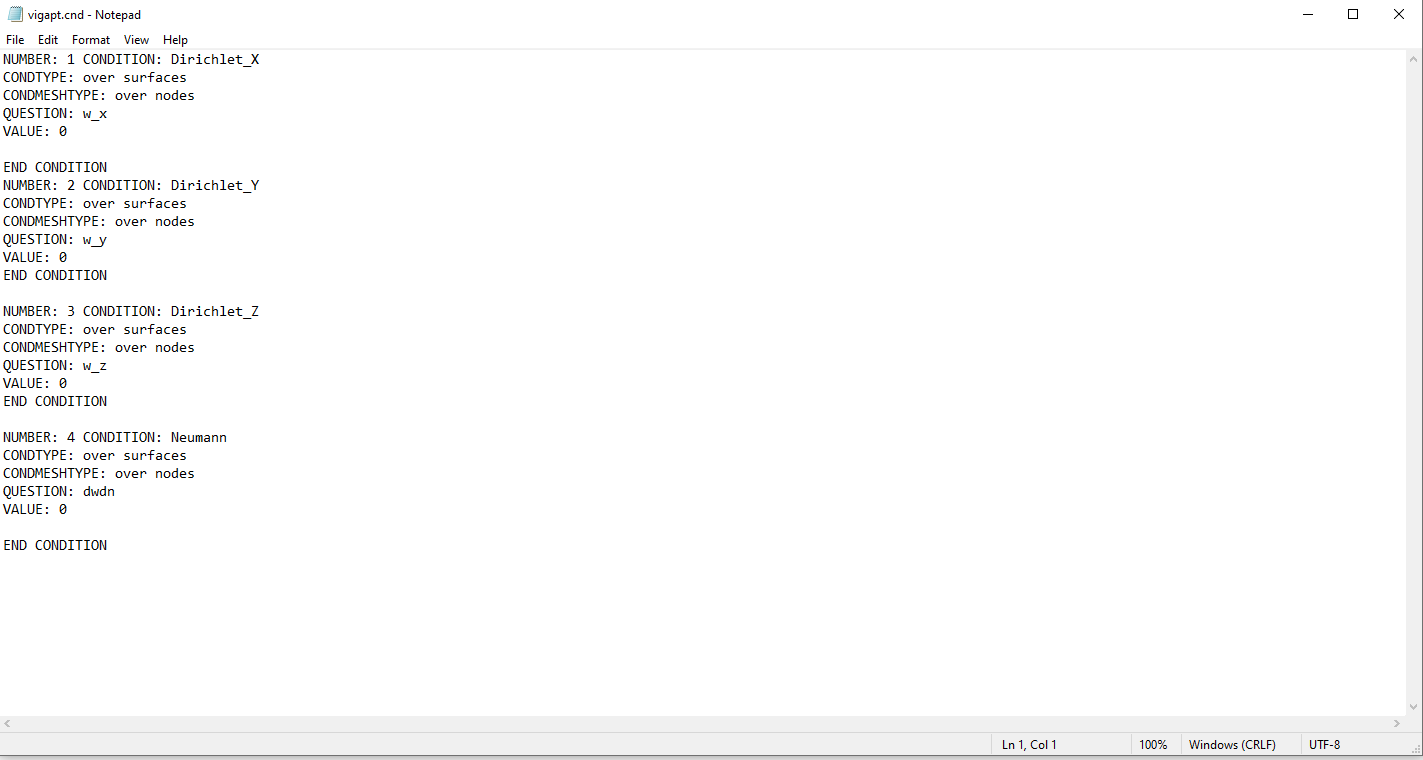 vigapt.cnd - Notepad
File Edit Format View Help
NUMBER: 1 CONDITION: Dirichlet_X
CONDTYPE: over surfaces
CONDMESHTYPE: over nodes
QUESTION: w_x
VALUE: 0
END CONDITION
NUMBER: 2 CONDITION: Dirichlet_Y
CONDTYPE: over surfaces
CONDMESHTYPE: over nodes
QUESTION: w_y
VALUE: 0
END CONDITION
NUMBER: 3 CONDITION: Dirichlet_Z
CONDTYPE: over surfaces
CONDMESHTYPE: over nodes
QUESTION: w_z
VALUE: 0
END CONDITION
NUMBER: 4 CONDITION: Neumann
CONDTYPE: over surfaces
CONDMESHTYPE: over nodes
QUESTION: dwdn
VALUE: 0
END CONDITION
Ln 1, Col 1 100% Windows (CRLF) UTF-8